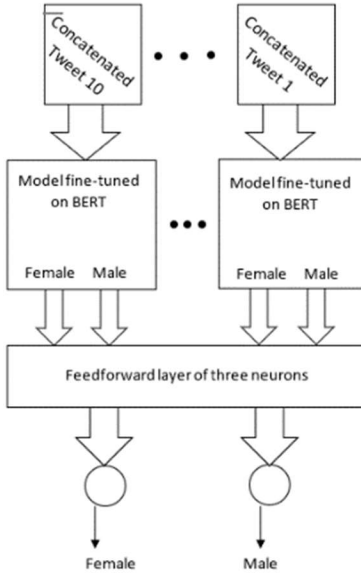 Concatenated
Tweet 10
Concatenated
Tweet 1
Model fine-tuned
on BERT
Female Male
Model fine-tuned
on BERT
Female Male
Feedforward layer of three neurons
Female
Male